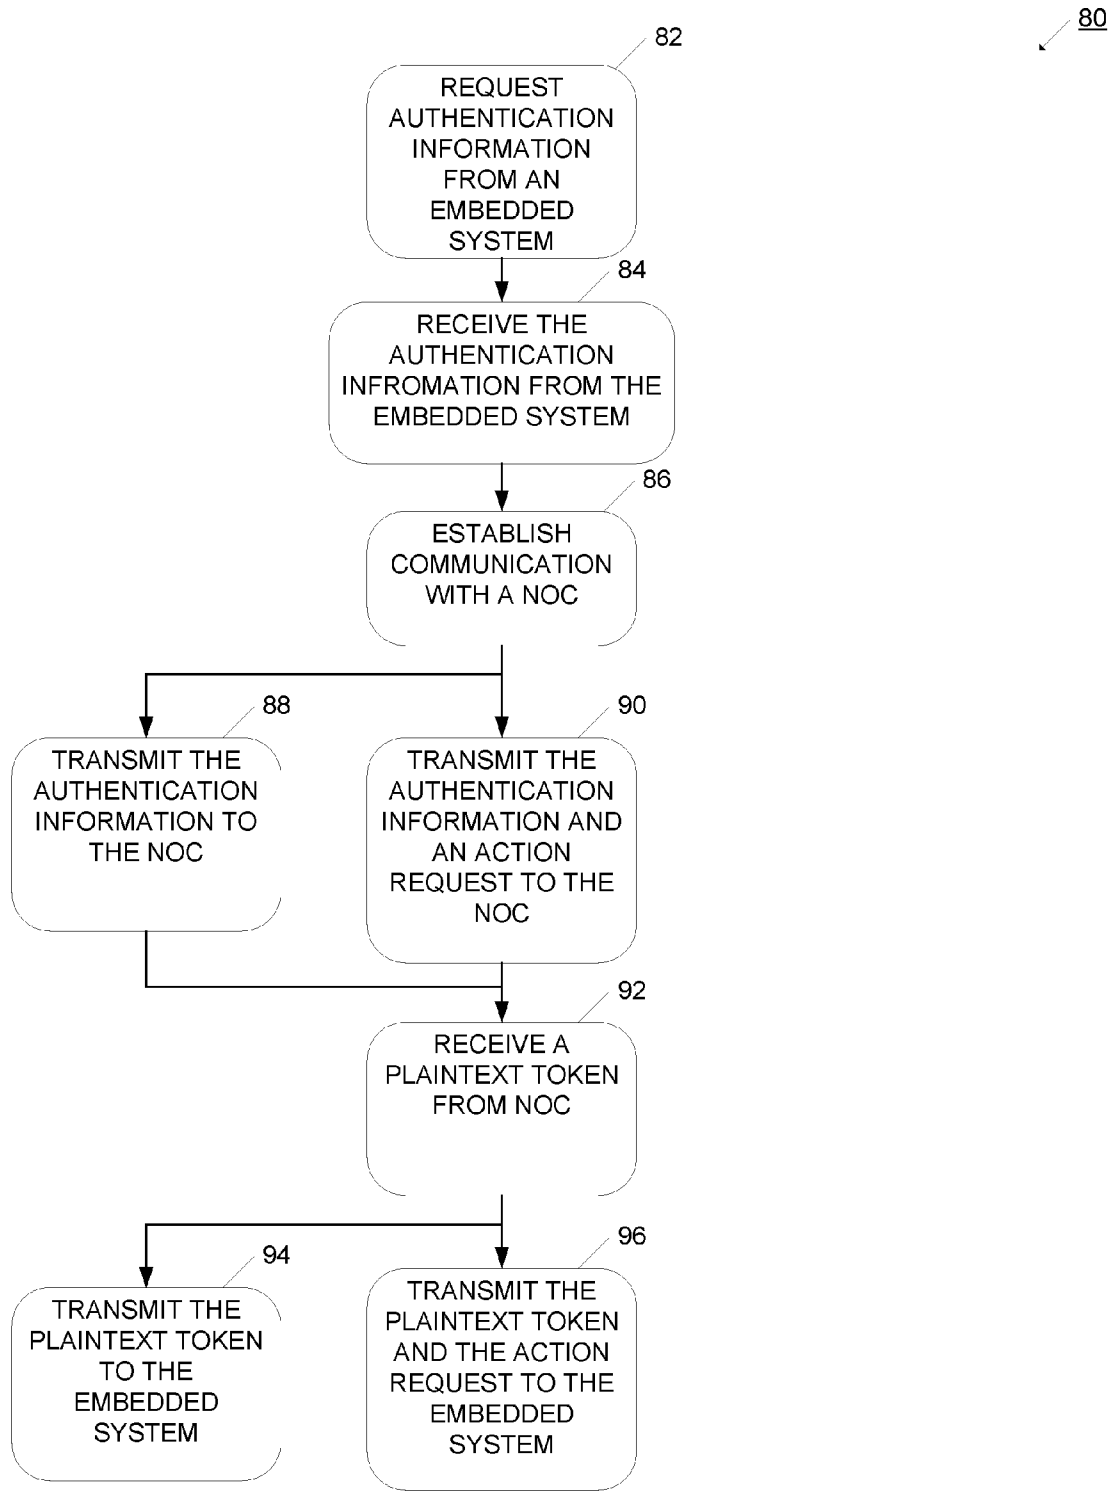 80
82
REQUEST
AUTHENTICATION
INFORMATION
FROM AN
EMBEDDED
SYSTEM
84
RECEIVE THE
AUTHENTICATION
INFROMATION FROM THE
EMBEDDED SYSTEM
86
ESTABLISH
COMMUNICATION
WITH A NOC
88
TRANSMIT THE
AUTHENTICATION
INFORMATION TO
THE NOC
90
TRANSMIT THE
AUTHENTICATION
INFORMATION AND
AN ACTION
REQUEST TO THE
NOC
92
RECEIVE A
PLAINTEXT TOKEN
FROM NOC
94
TRANSMIT THE
PLAINTEXT TOKEN
TO THE
EMBEDDED
SYSTEM
96
TRANSMIT THE
PLAINTEXT TOKEN
AND THE ACTION
REQUEST TO THE
EMBEDDED
SYSTEM